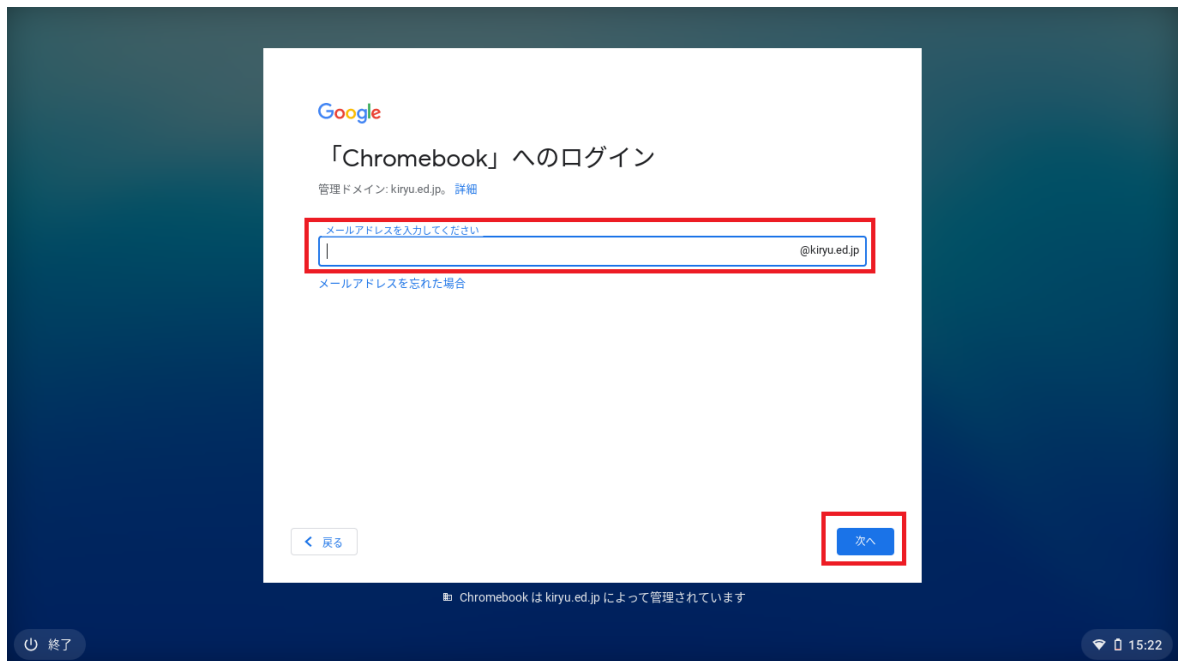 Google
「Chromebook」へのログイン
管理ドメイン: kiryu.ed.jp。 詳細
メールアドレスを入力してください
@kiryu.ed.jp
メールアドレスを忘れた場合
戻る
次へ
Chromebook は kiryu.ed.jp によって管理されています
終了
15:22